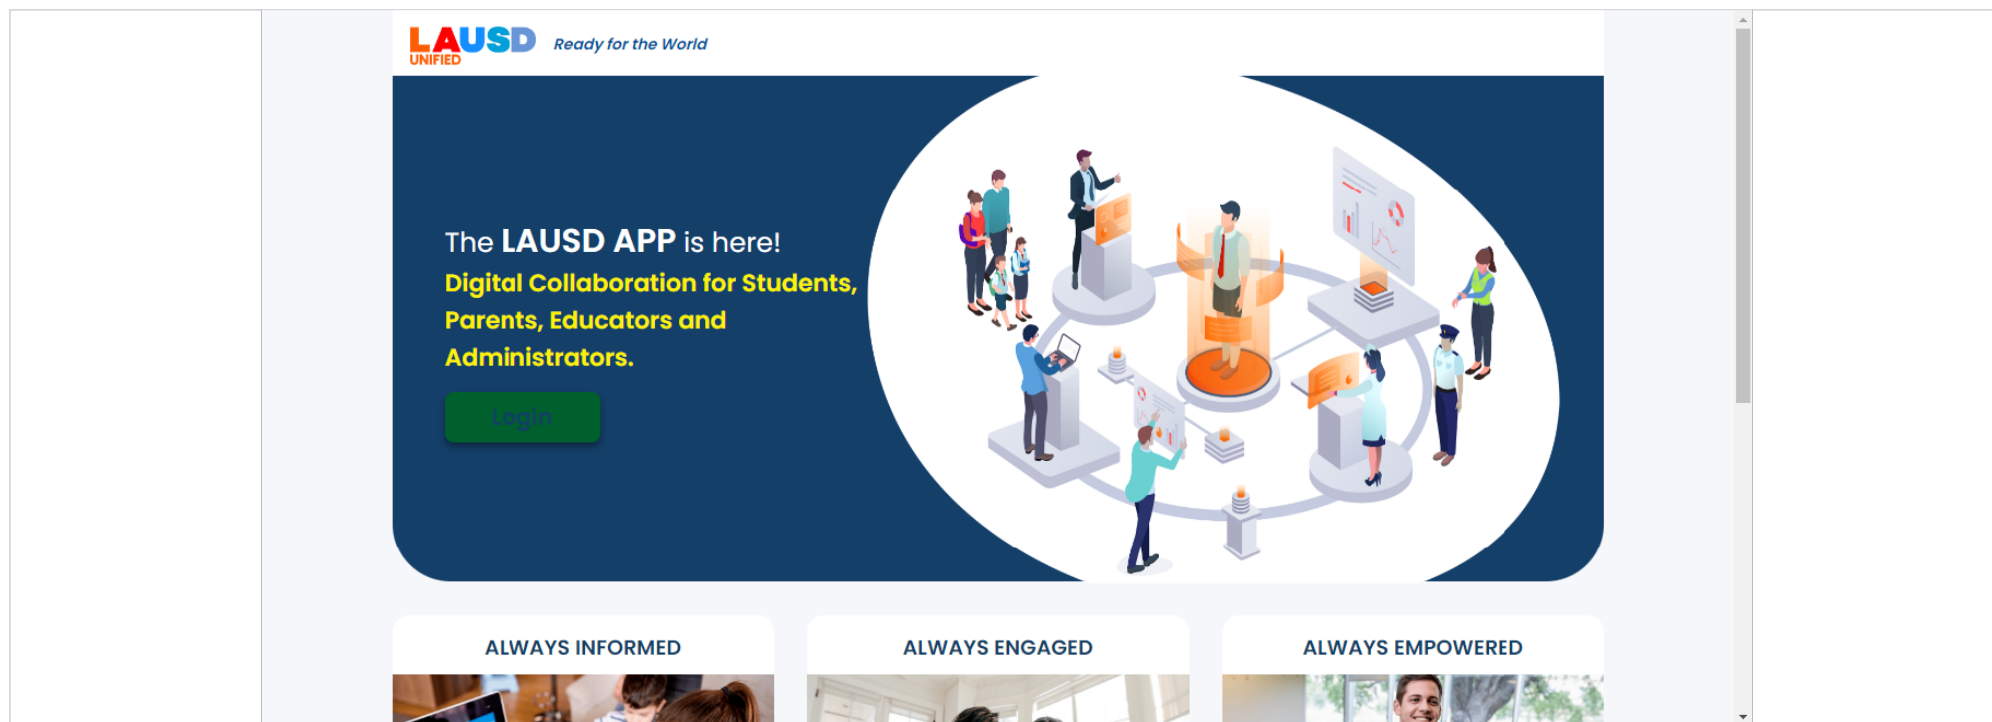 LAUSD
UNIFIED
Ready for the World
The LAUSD APP is here!
Digital Collaboration for Students,
Parents, Educators and
Administrators.
Login
ALWAYS INFORMED
ALWAYS ENGAGED
ALWAYS EMPOWERED